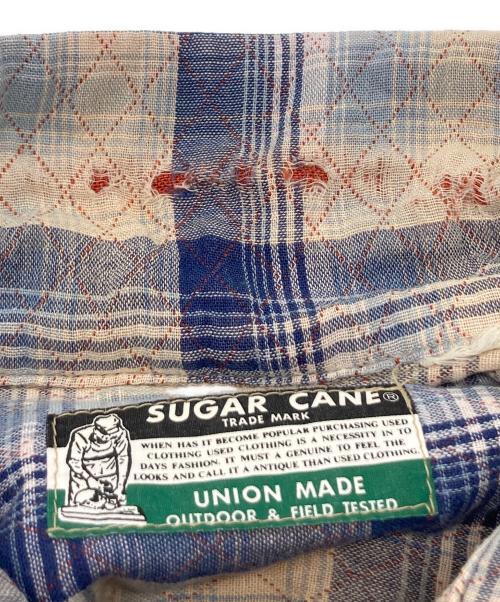 SUGAR CANE®
TRADE MARK
WHEN HAS IT BECOME POPULAR PURCHASING USED
CLOTHING USED CLOTHING IS A NECESSITY IN TO
DAYS FASHION. IT MUST A GENUINE TO FEEL THE
LOOKS AND CALL IT A ANTIQUE THAN USED CLOTHING.
UNION MADE
OUTDOOR & FIELD TESTED